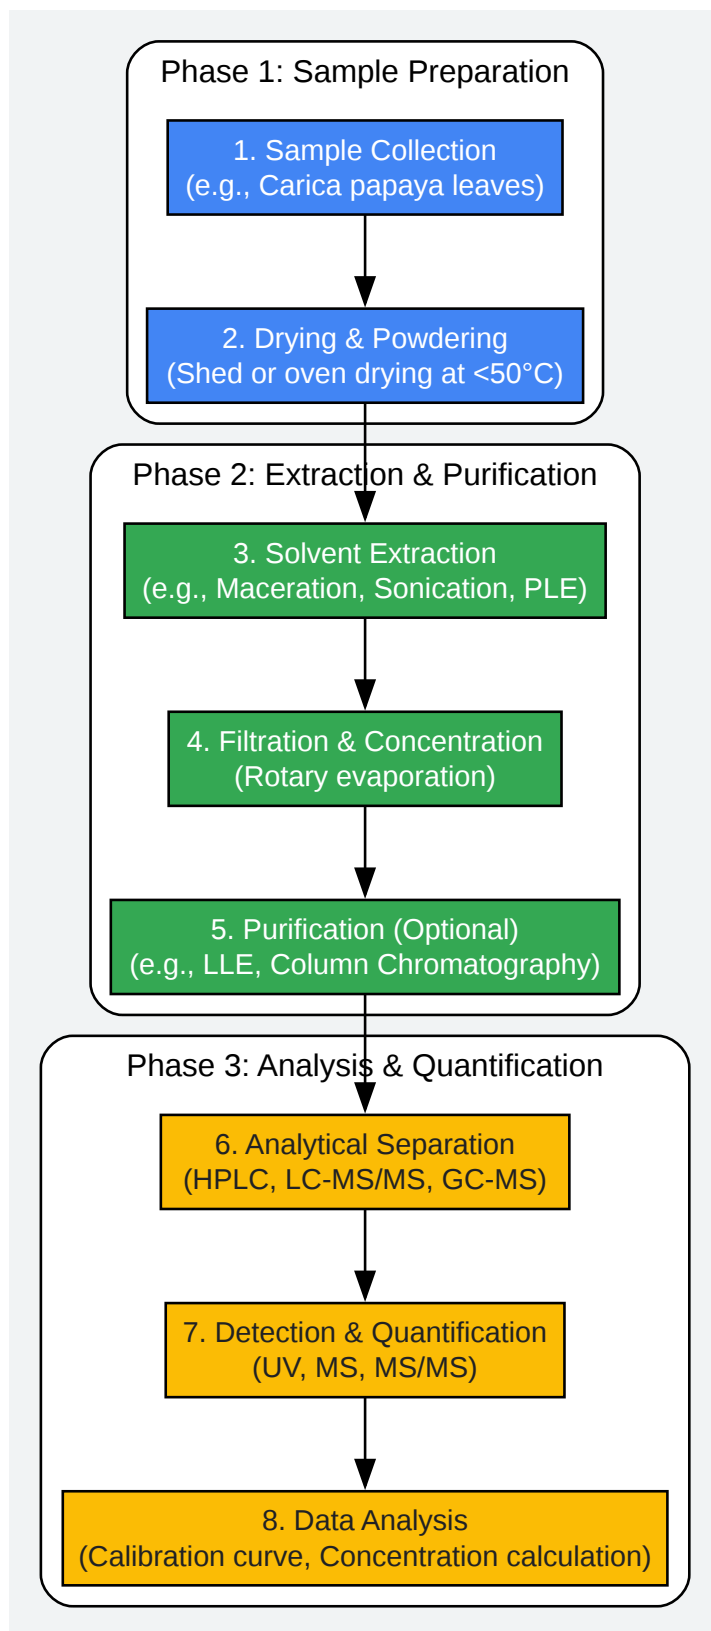 Phase 1: Sample Preparation
1. Sample Collection
(e.g., Carica papaya leaves)
2. Drying & Powdering
(Shed or oven drying at <50°C)
Phase 2: Extraction & Purification
3. Solvent Extraction
(e.g., Maceration, Sonication, PLE)
4. Filtration & Concentration
(Rotary evaporation)
5. Purification (Optional)
(e.g., LLE, Column Chromatography)
Phase 3: Analysis & Quantification
6. Analytical Separation
(HPLC, LC-MS/MS, GC-MS)
7. Detection & Quantification
(UV, MS, MS/MS)
8. Data Analysis
(Calibration curve, Concentration calculation)